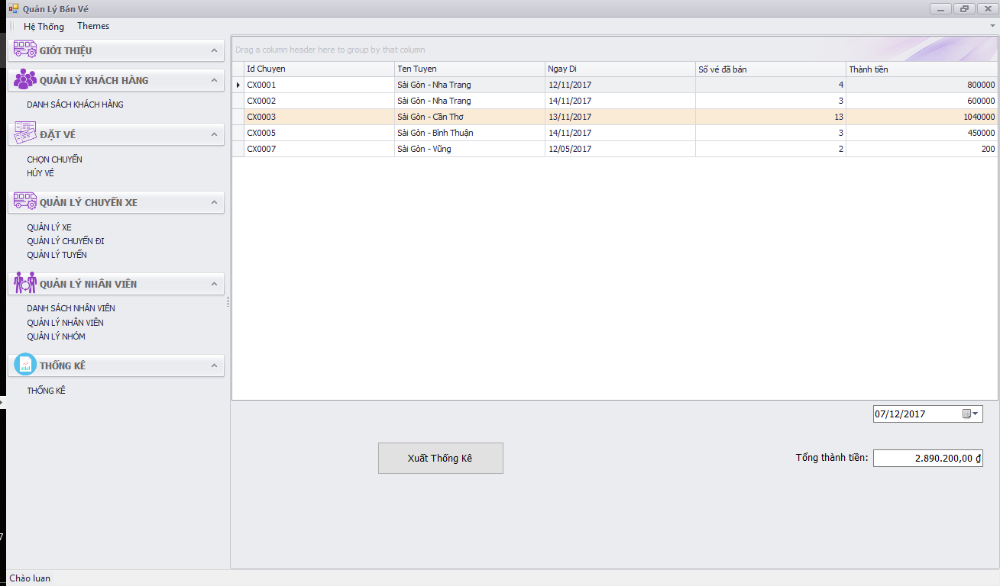 Quản Lý Bán Vé
Hệ Thống Themes
GIỚI THIỆU
QUẢN LÝ KHÁCH HÀNG
DANH SÁCH KHÁCH HÀNG
ĐẶT VÉ
CHỌN CHUYẾN
HỦY VÉ
QUẢN LÝ CHUYẾN XE
QUẢN LÝ XE
QUẢN LÝ CHUYẾN ĐI
QUẢN LÝ TUYẾN
QUẢN LÝ NHÂN VIÊN
DANH SÁCH NHÂN VIÊN
QUẢN LÝ NHÂN VIÊN
QUẢN LÝ NHÓM
THỐNG KÊ
THỐNG KÊ
Drag a column header here to group by that column
Id Chuyen Ten Tuyen Ngay Di Số vé đã bán Thành tiền
CX0001 Sài Gòn - Nha Trang 12/11/2017 4 800000
CX0002 Sài Gòn - Nha Trang 14/11/2017 3 600000
CX0003 Sài Gòn - Cần Thơ 13/11/2017 13 1040000
CX0005 Sài Gòn - Bình Thuận 14/11/2017 3 450000
CX0007 Sài Gòn - Vũng 12/05/2017 2 200
07/12/2017
Xuất Thống Kê
Tổng thành tiền: 2.890.200,00 ₫
7
Chào luan